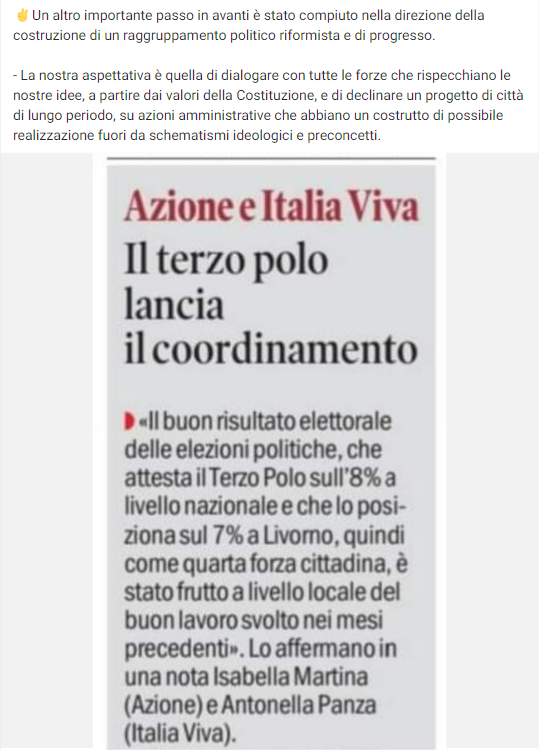 ✌Un altro importante passo in avanti è stato compiuto nella direzione della
costruzione di un raggruppamento politico riformista e di progresso.
- La nostra aspettativa è quella di dialogare con tutte le forze che rispecchiano le
nostre idee, a partire dai valori della Costituzione, e di declinare un progetto di città
di lungo periodo, su azioni amministrative che abbiano un costrutto di possibile
realizzazione fuori da schematismi ideologici e preconcetti.
Azione e Italia Viva
Il terzo polo
lancia
il coordinamento
«Il buon risultato elettorale
delle elezioni politiche, che
attesta il Terzo Polo sull'8% a
livello nazionale e che lo posi-
ziona sul 7% a Livorno, quindi
come quarta forza cittadina, è
stato frutto a livello locale del
buon lavoro svolto nei mesi
precedenti». Lo affermano in
una nota Isabella Martina
(Azione) e Antonella Panza
(Italia Viva).